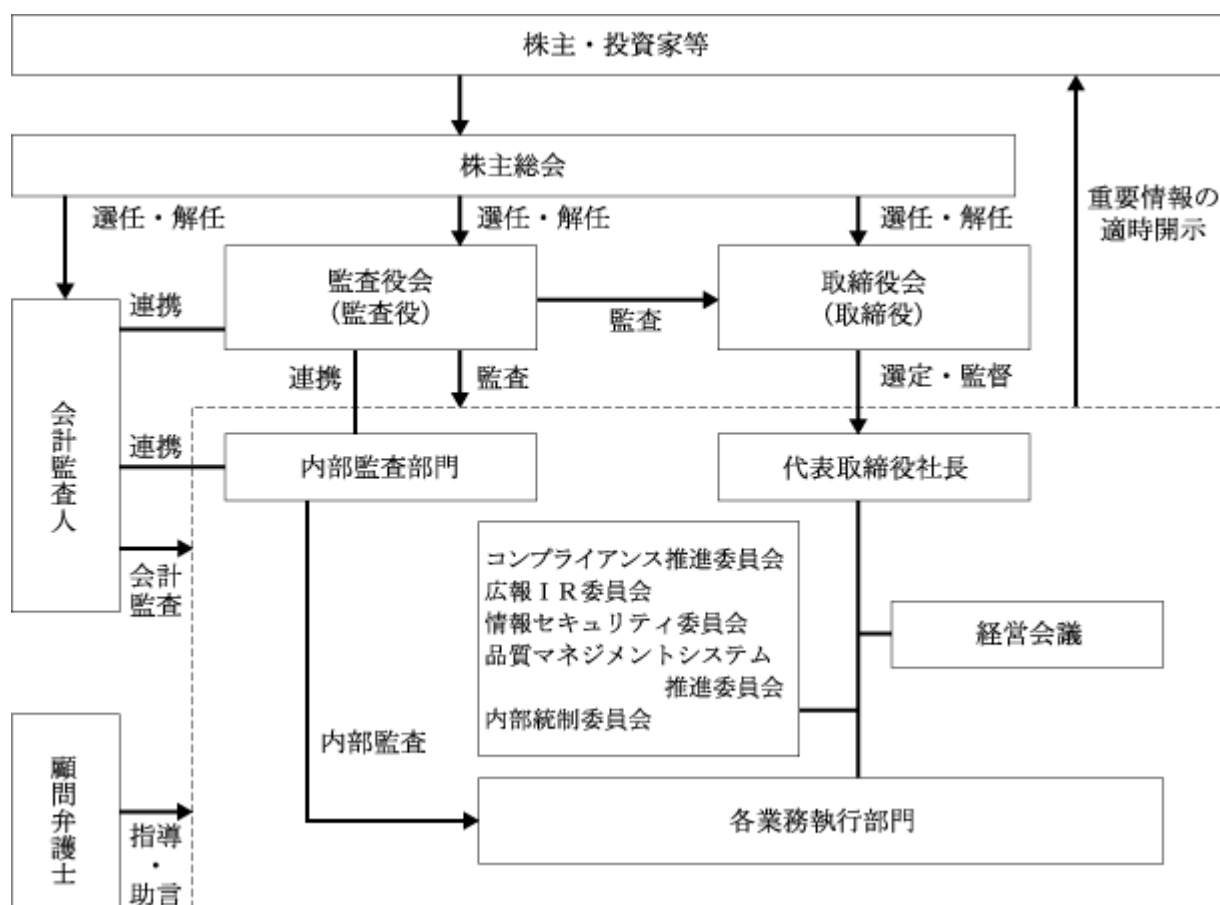 株主・投資家等
株主総会
選任・解任
選任・解任
選任・解任
重要情報の
適時開示
監査役会
(監査役)
取締役会
(取締役)
連携
監査
連携
監査
選定・監督
会計監査人
連携
内部監査部門
代表取締役社長
会計
監査
コンプライアンス推進委員会
広報ＩＲ委員会
情報セキュリティ委員会
品質マネジメントシステム
推進委員会
内部統制委員会
経営会議
内部監査
顧問弁護士
指導
・
助言
各業務執行部門